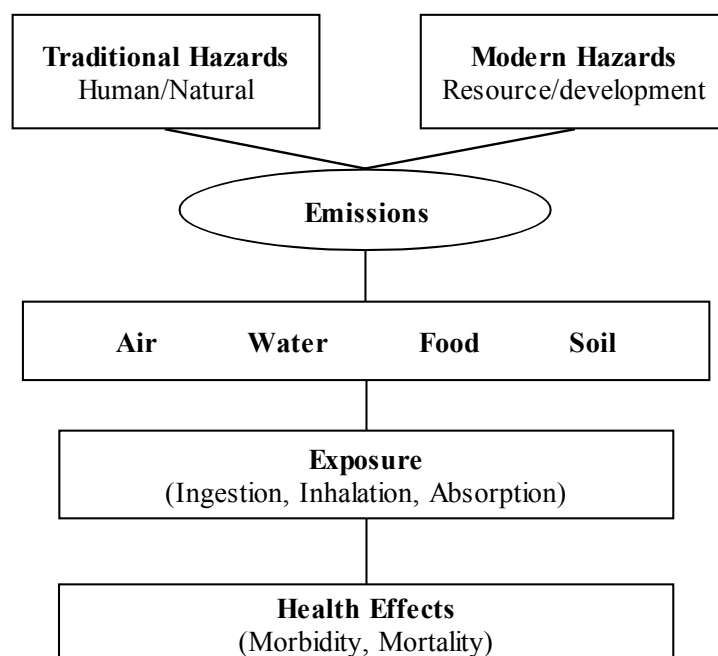 Traditional Hazards
Human/Natural
Modern Hazards
Resource/development
Emissions
Air Water Food Soil
Exposure
(Ingestion, Inhalation, Absorption)
Health Effects
(Morbidity, Mortality)